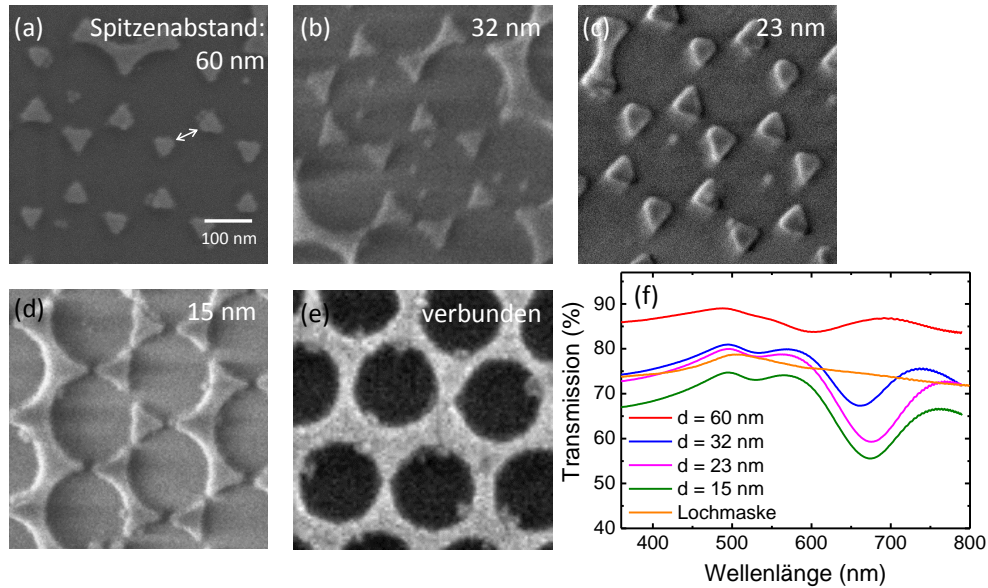 (a) Spitzenabstand:
60 nm
100 nm
(b) 32 nm
(c) 23 nm
(d) 15 nm
(e) verbunden
(f)
Transmission (%)
90
80
70
60
50
40
d = 60 nm
d = 32 nm
d = 23 nm
d = 15 nm
Lochmaske
400 500 600 700 800
Wellenlänge (nm)